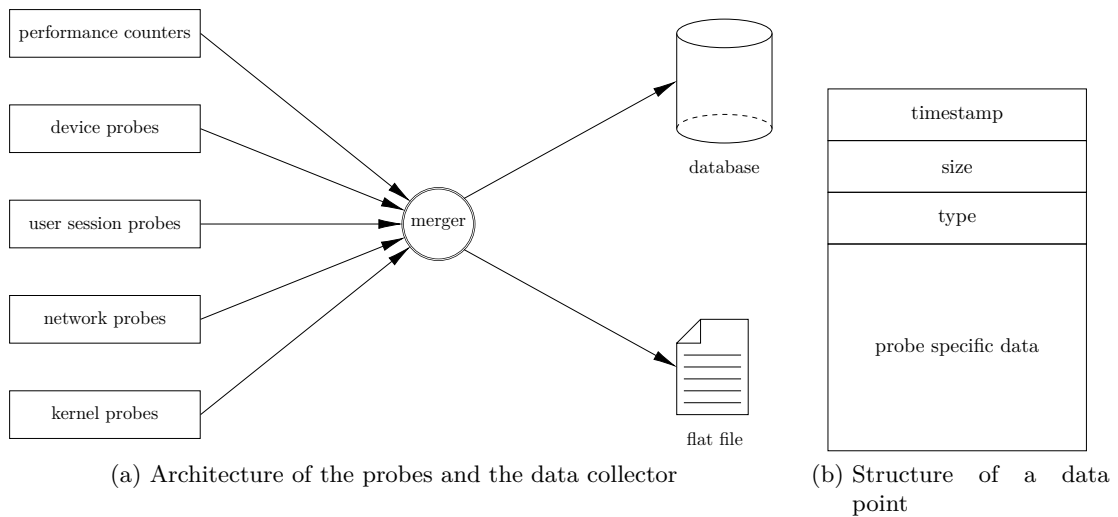 performance counters
device probes
user session probes
network probes
kernel probes
merger
database
flat file
(a) Architecture of the probes and the data collector
timestamp
size
type
probe specific data
(b) Structure of a data
point